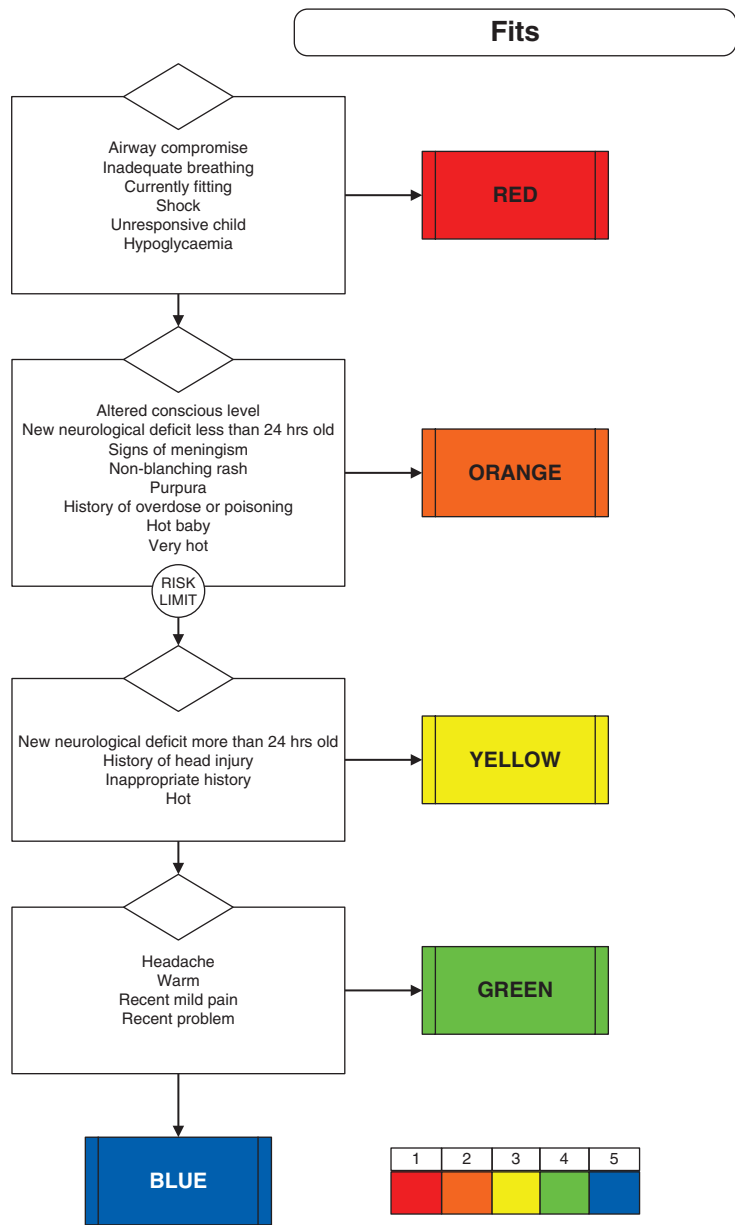 Fits
Airway compromise
Inadequate breathing
Currently fitting
Shock
Unresponsive child
Hypoglycaemia
RED
Altered conscious level
New neurological deficit less than 24 hrs old
Signs of meningism
Non-blanching rash
Purpura
History of overdose or poisoning
Hot baby
Very hot
ORANGE
RISK
LIMIT
New neurological deficit more than 24 hrs old
History of head injury
Inappropriate history
Hot
YELLOW
Headache
Warm
Recent mild pain
Recent problem
GREEN
BLUE
1 2 3 4 5